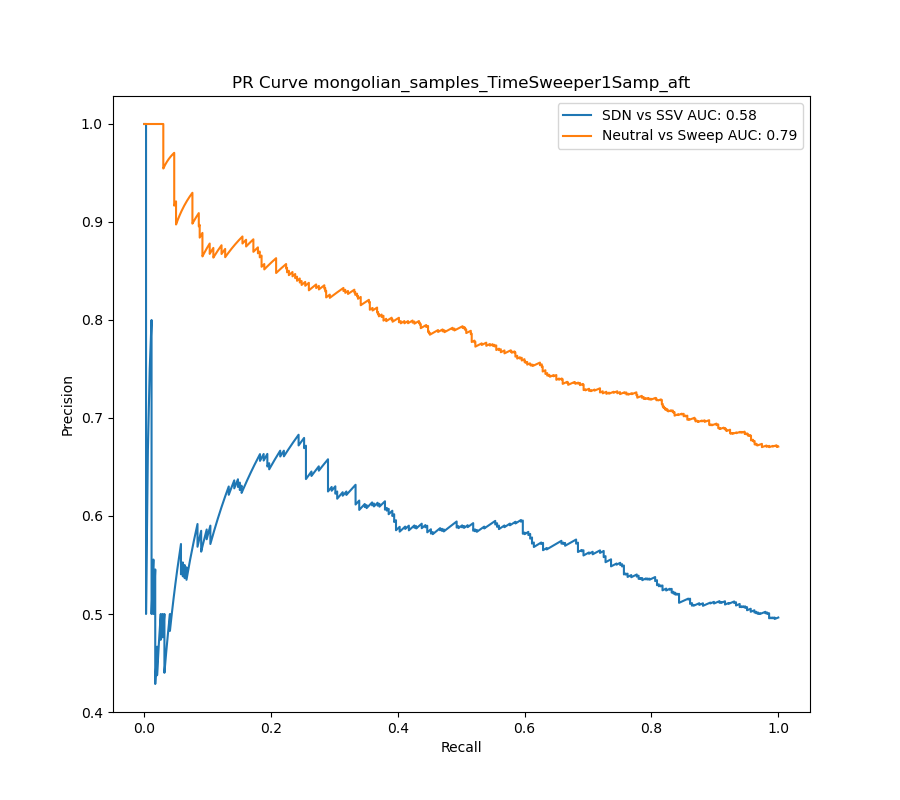 PR Curve mongolian_samples_TimeSweeper1Samp_aft
SDN vs SSV AUC: 0.58
Neutral vs Sweep AUC: 0.79
1.0
0.9
0.8
0.7
0.6
0.5
0.4
Precision
0.0 0.2 0.4 0.6 0.8 1.0
Recall